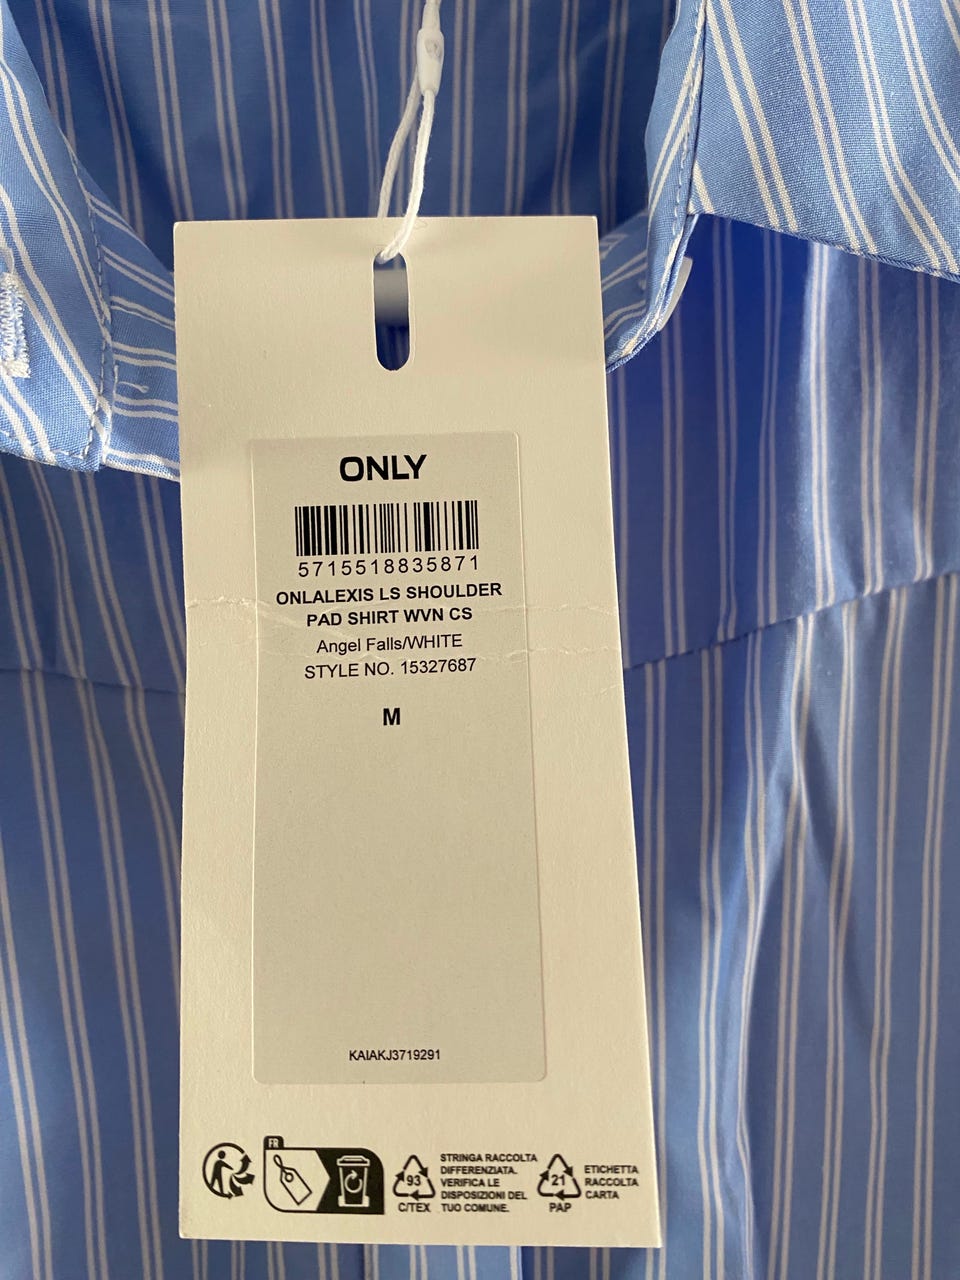 ONLY
5715518835871
ONLALEXIS LS SHOULDER
PAD SHIRT WVN CS
Angel Falls/WHITE
STYLE NO. 15327687
M
KAIAKJ3719291
FR
93
C/TEX
STRINGA RACCOLTA
DIFFERENZIATA.
VERIFICA LE
DISPOSIZIONI DEL
TUO COMUNE.
21
PAP
ETICHETTA
RACCOLTA
CARTA